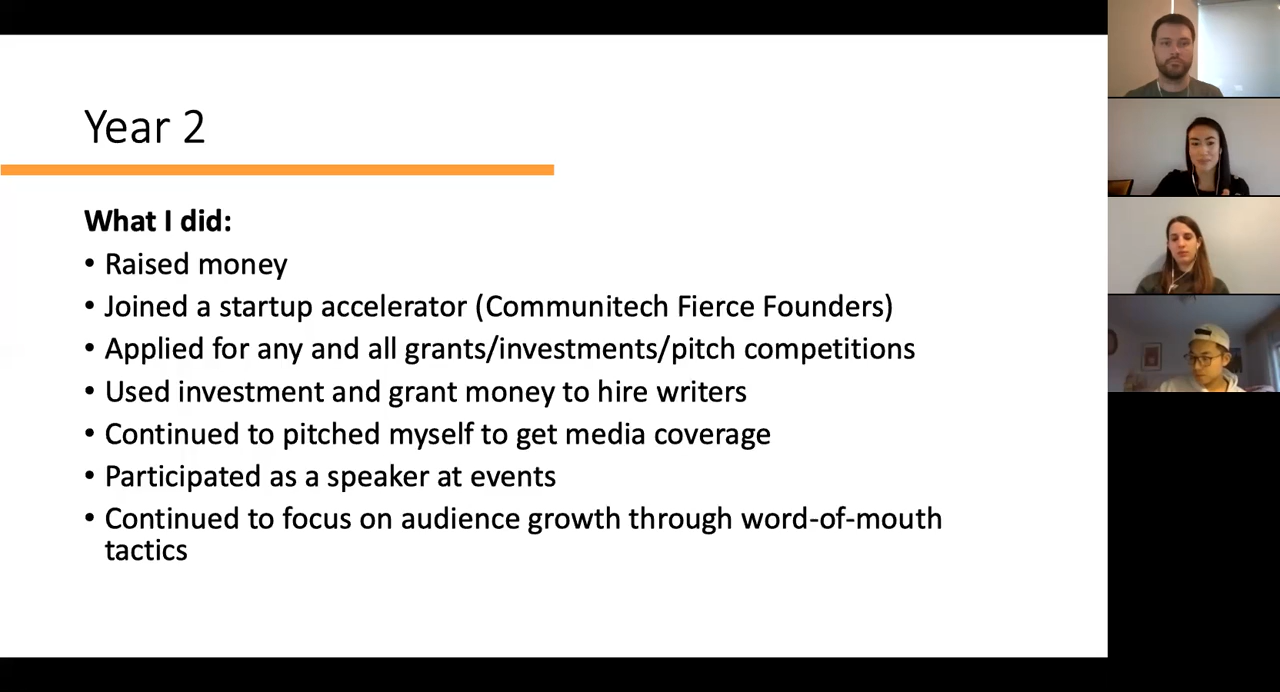 Year 2
What I did:
• Raised money
• Joined a startup accelerator (Communitech Fierce Founders)
• Applied for any and all grants/investments/pitch competitions
• Used investment and grant money to hire writers
• Continued to pitched myself to get media coverage
• Participated as a speaker at events
• Continued to focus on audience growth through word-of-mouth
tactics